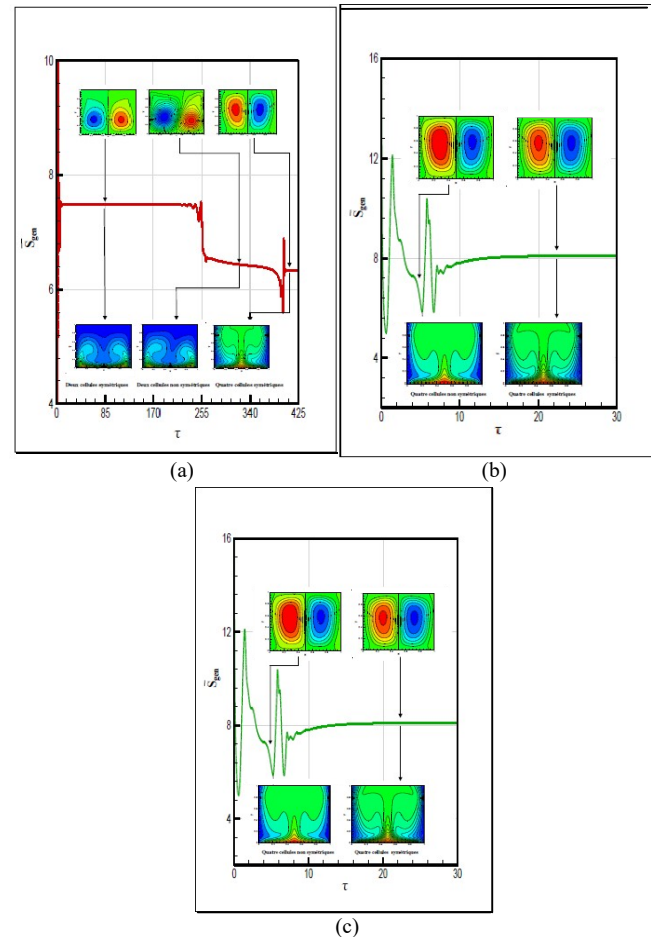 10
8
6
4
S̃gen
0
85
170
255
340
425
τ
Deux cellules symétriques
Deux cellules non symétriques
Quatre cellules symétriques
(a)
16
12
8
4
S̃gen
0
10
20
30
τ
Quatre cellules non symétriques
Quatre cellules symétriques
(b)
16
12
8
4
S̃gen
0
10
20
30
τ
Quatre cellules non symétriques
Quatre cellules symétriques
(c)